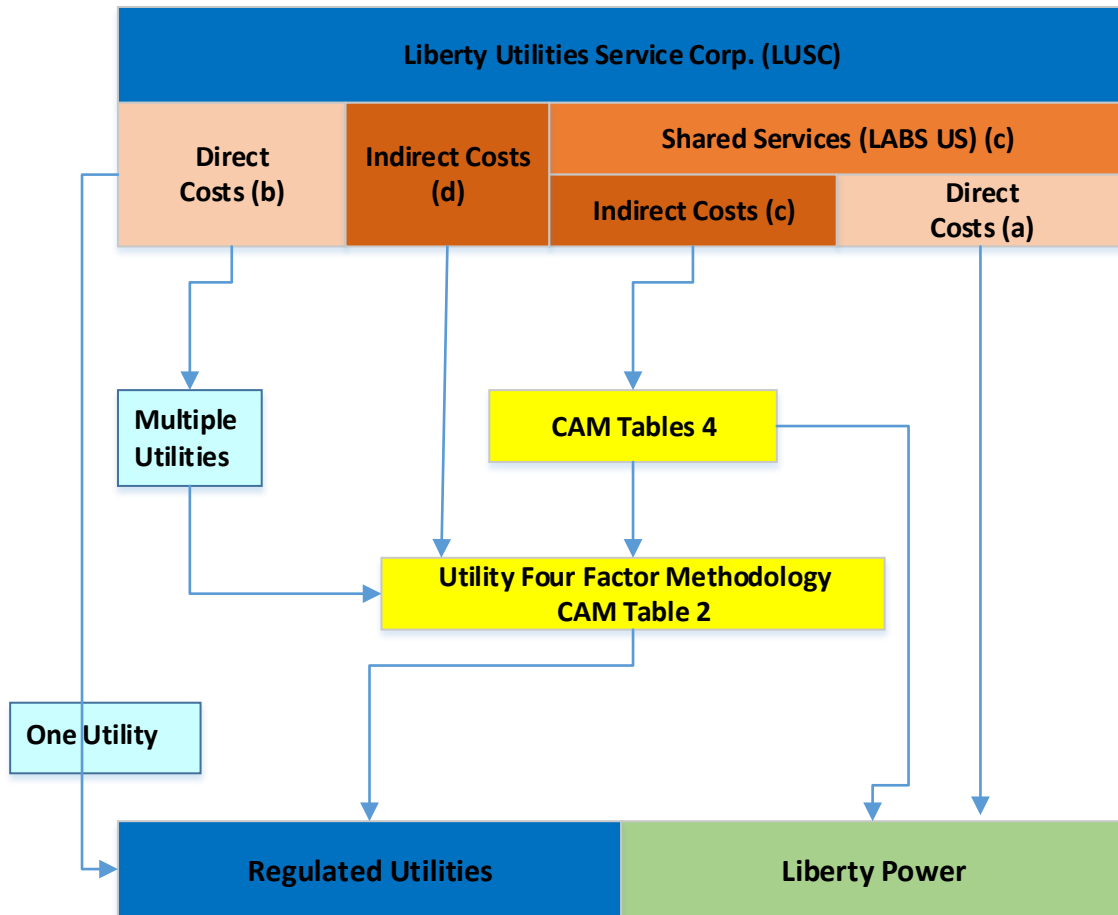 Liberty Utilities Service Corp. (LUSC)
Direct
Costs (b)
Indirect Costs
(d)
Shared Services (LABS US) (c)
Indirect Costs (c)
Direct
Costs (a)
Multiple
Utilities
CAM Tables 4
Utility Four Factor Methodology
CAM Table 2
One Utility
Regulated Utilities
Liberty Power